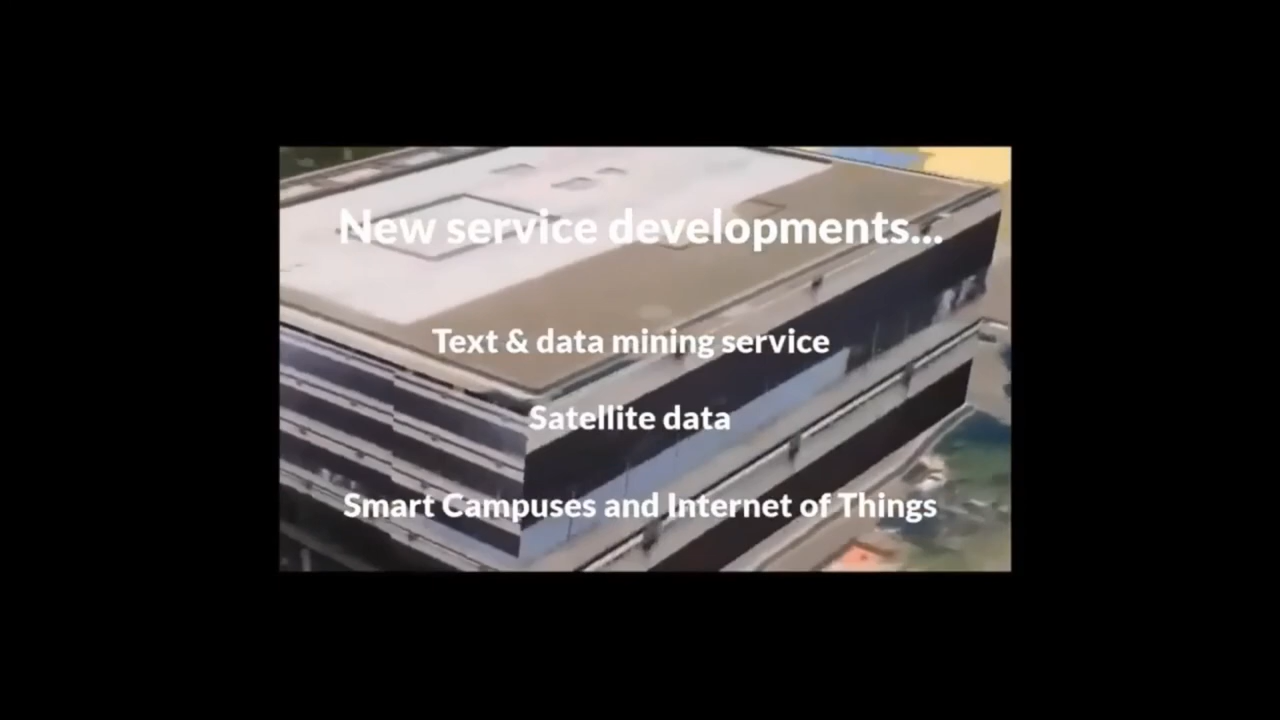 New service developments...
Text & data mining service
Satellite data
Smart Campuses and Internet of Things